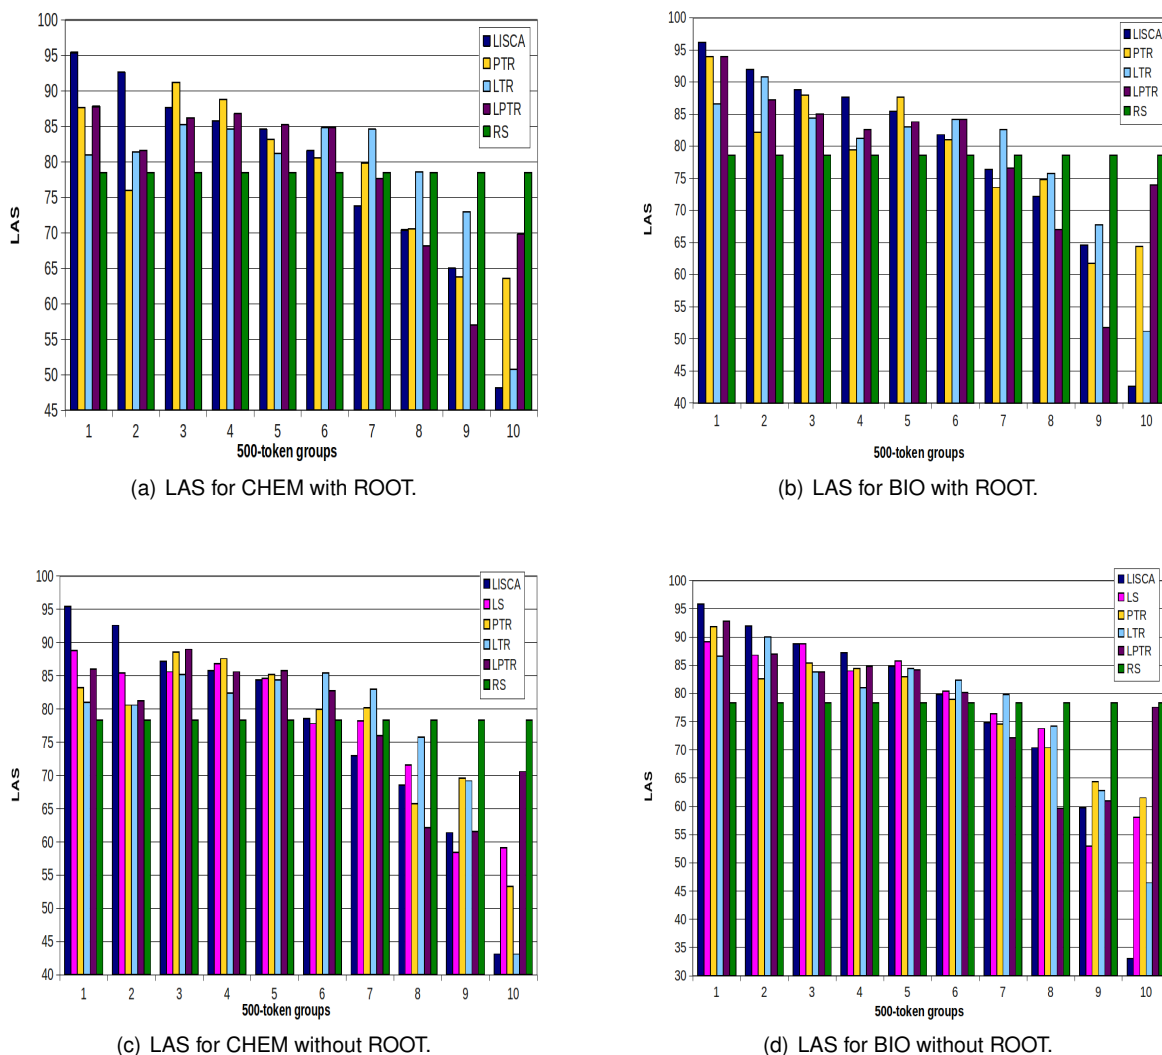 100
95
90
85
80
75
70
65
60
55
50
45
LAS
LISCA
PTR
LTR
LPTR
RS
1 2 3 4 5 6 7 8 9 10
500-token groups
(a) LAS for CHEM with ROOT.
100
95
90
85
80
75
70
65
60
55
50
45
40
LAS
LISCA
PTR
LTR
LPTR
RS
1 2 3 4 5 6 7 8 9 10
500-token groups
(b) LAS for BIO with ROOT.
100
95
90
85
80
75
70
65
60
55
50
45
40
LAS
LISCA
LS
PTR
LTR
LPTR
RS
1 2 3 4 5 6 7 8 9 10
500-token groups
(c) LAS for CHEM without ROOT.
100
95
90
85
80
75
70
65
60
55
50
45
40
35
30
LAS
LISCA
LS
PTR
LTR
LPTR
RS
1 2 3 4 5 6 7 8 9 10
500-token groups
(d) LAS for BIO without ROOT.